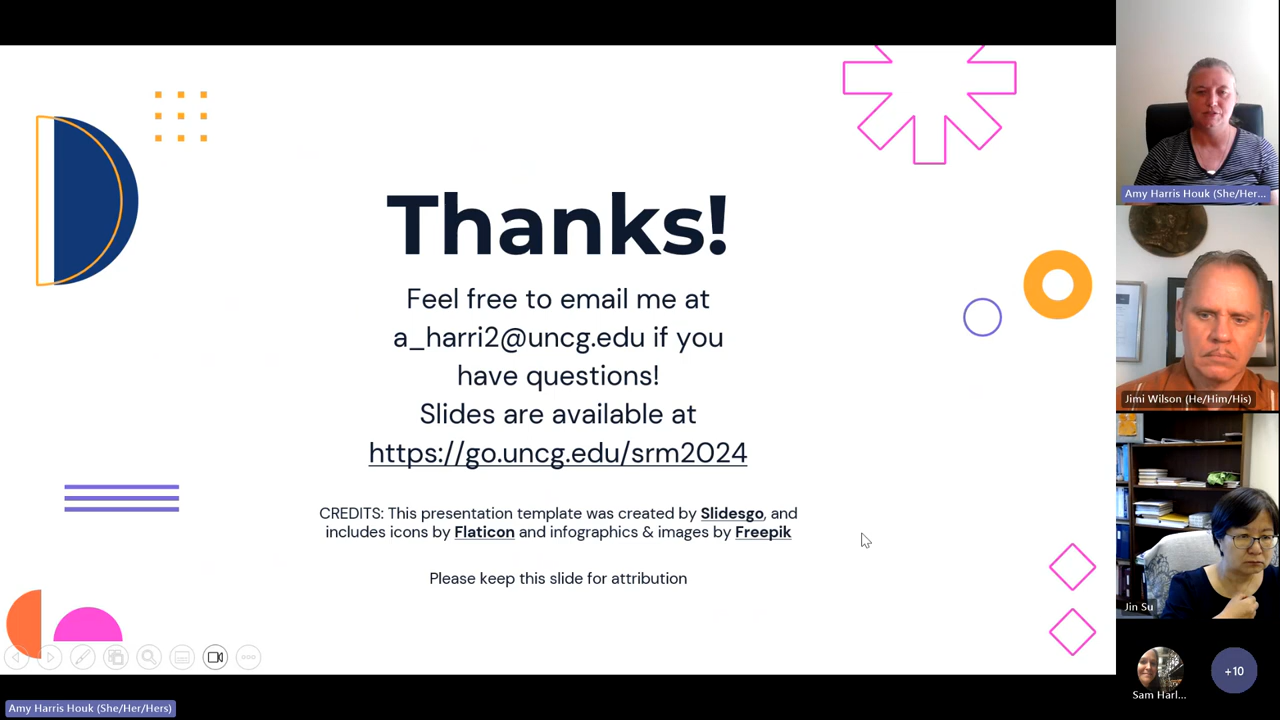 Thanks!
Feel free to email me at
a_harri2@uncg.edu if you
have questions!
Slides are available at
https://go.uncg.edu/srm2024
CREDITS: This presentation template was created by Slidesgo, and
includes icons by Flaticon and infographics & images by Freepik
Please keep this slide for attribution
Amy Harris Houk (She/Her/Hers)
Amy Harris Houk (She/Her...
Jimi Wilson (He/Him/His)
Jin Su
Sam Harl...
+10